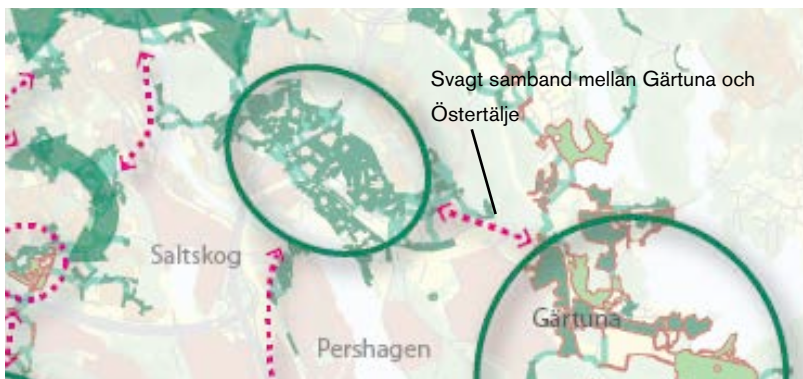 Svagt samband mellan Gärtuna och
Östertälje
Saltskog
Gärtuna
Pershagen